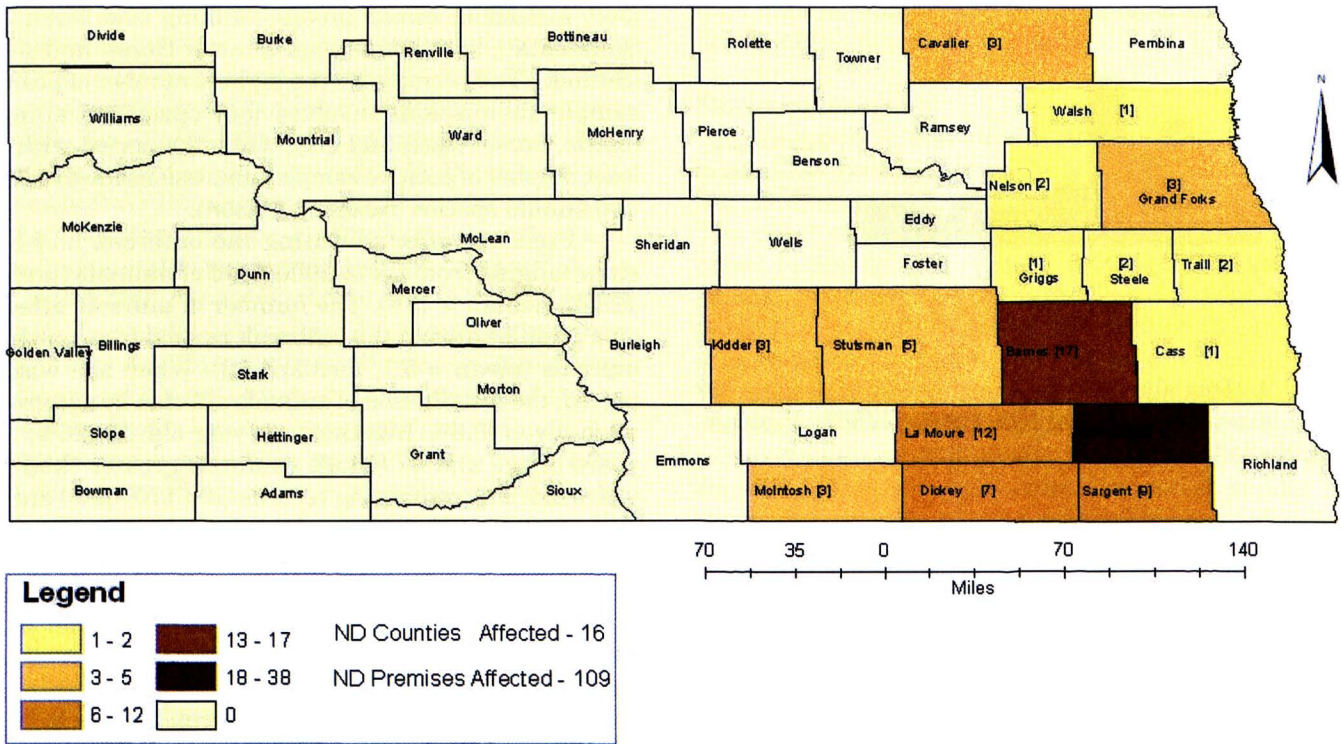 Divide
Burke
Renville
Bottineau
Rolette
Towner
Cavalier [3]
Pembina
Williams
Mountrial
Ward
McHenry
Pierce
Benson
Ramsey
Walsh [1]
Nelson [2]
[3]
Grand Forks
McKenzie
Dunn
McLean
Mercer
Oliver
Sheridan
Wells
Eddy
Foster
[1]
Griggs
[2]
Steele
Traill [2]
Golden Valley
Billings
Stark
Morton
Burleigh
Kidder [3]
Stutsman [5]
Barnes [17]
Cass [1]
Slope
Hettinger
Grant
Emmons
Logan
La Moure [12]
Richland
Bowman
Adams
Sioux
McIntosh [3]
Dickey [7]
Sargent [9]
N
70 35 0 70 140
Miles
Legend
1 - 2
3 - 5
6 - 12
13 - 17
18 - 38
0
ND Counties Affected - 16
ND Premises Affected - 109